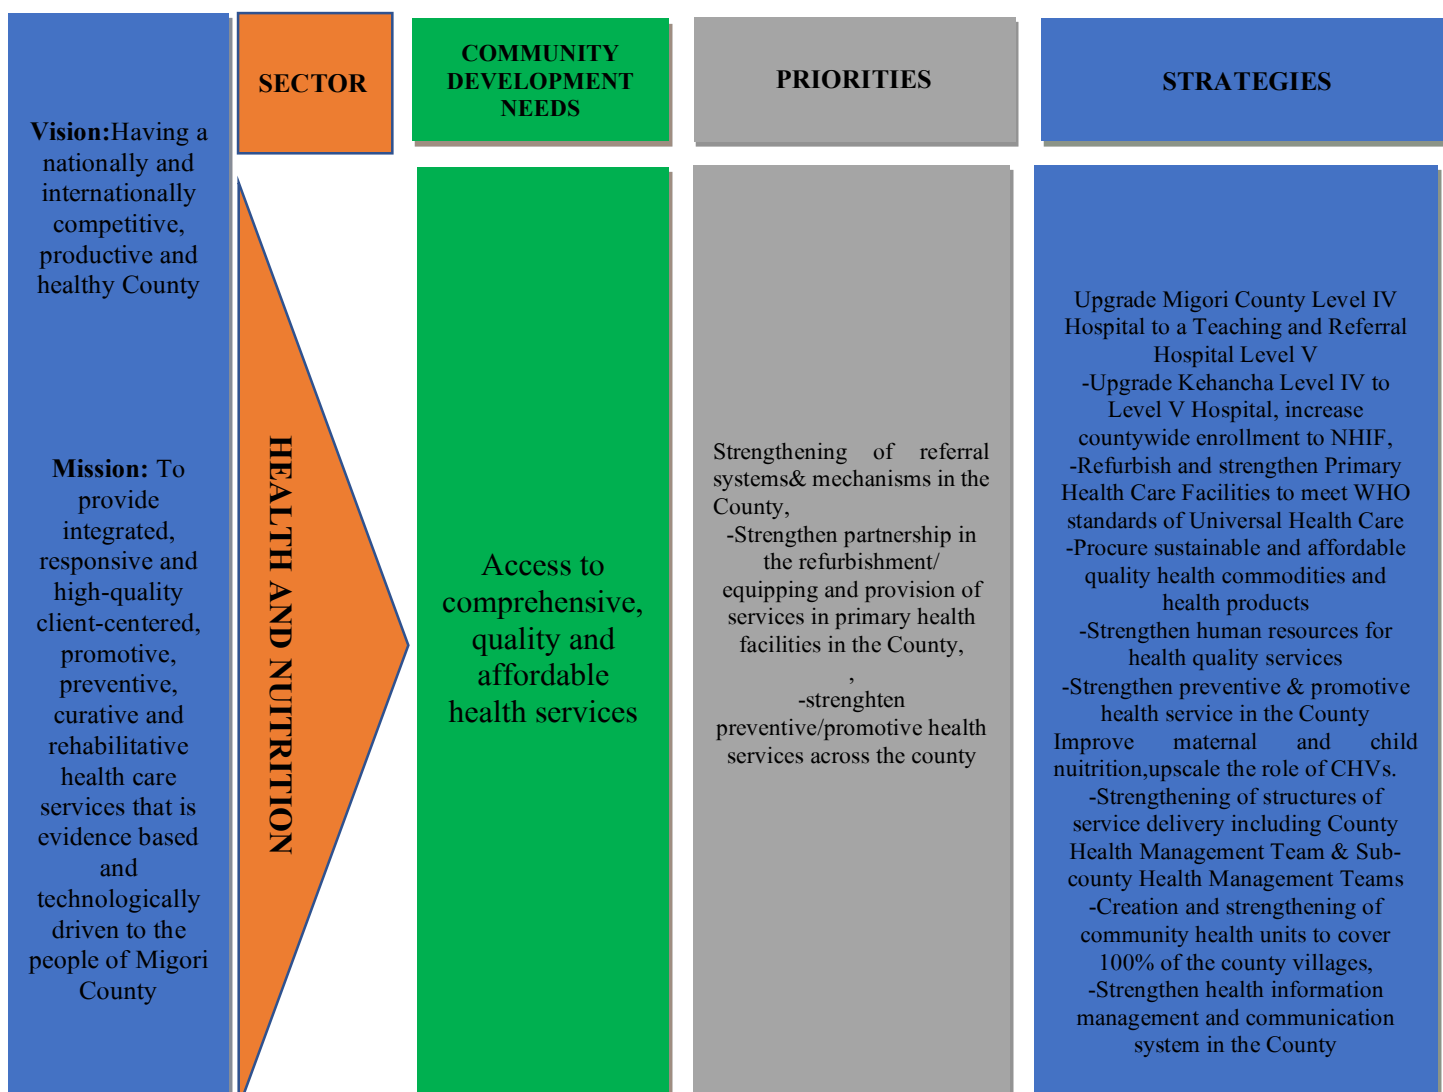 Vision:Having a
nationally and
internationally
competitive,
productive and
healthy County
Mission: To
provide
integrated,
responsive and
high-quality
client-centered,
promotive,
preventive,
curative and
rehabilitative
health care
services that is
evidence based
and
technologically
driven to the
people of Migori
County
SECTOR
HEALTH AND NUITRITION
COMMUNITY
DEVELOPMENT
NEEDS
Access to
comprehensive,
quality and
affordable
health services
PRIORITIES
Strengthening of referral
systems& mechanisms in the
County,
-Strengthen partnership in
the refurbishment/
equipping and provision of
services in primary health
facilities in the County,
,
-strenghten
preventive/promotive health
services across the county
STRATEGIES
Upgrade Migori County Level IV
Hospital to a Teaching and Referral
Hospital Level V
-Upgrade Kehancha Level IV to
Level V Hospital, increase
countywide enrollment to NHIF,
-Refurbish and strengthen Primary
Health Care Facilities to meet WHO
standards of Universal Health Care
-Procure sustainable and affordable
quality health commodities and
health products
-Strengthen human resources for
health quality services
-Strengthen preventive & promotive
health service in the County
Improve maternal and child
nuitrition,upscale the role of CHVs.
-Strengthening of structures of
service delivery including County
Health Management Team & Sub-
county Health Management Teams
-Creation and strengthening of
community health units to cover
100% of the county villages,
-Strengthen health information
management and communication
system in the County